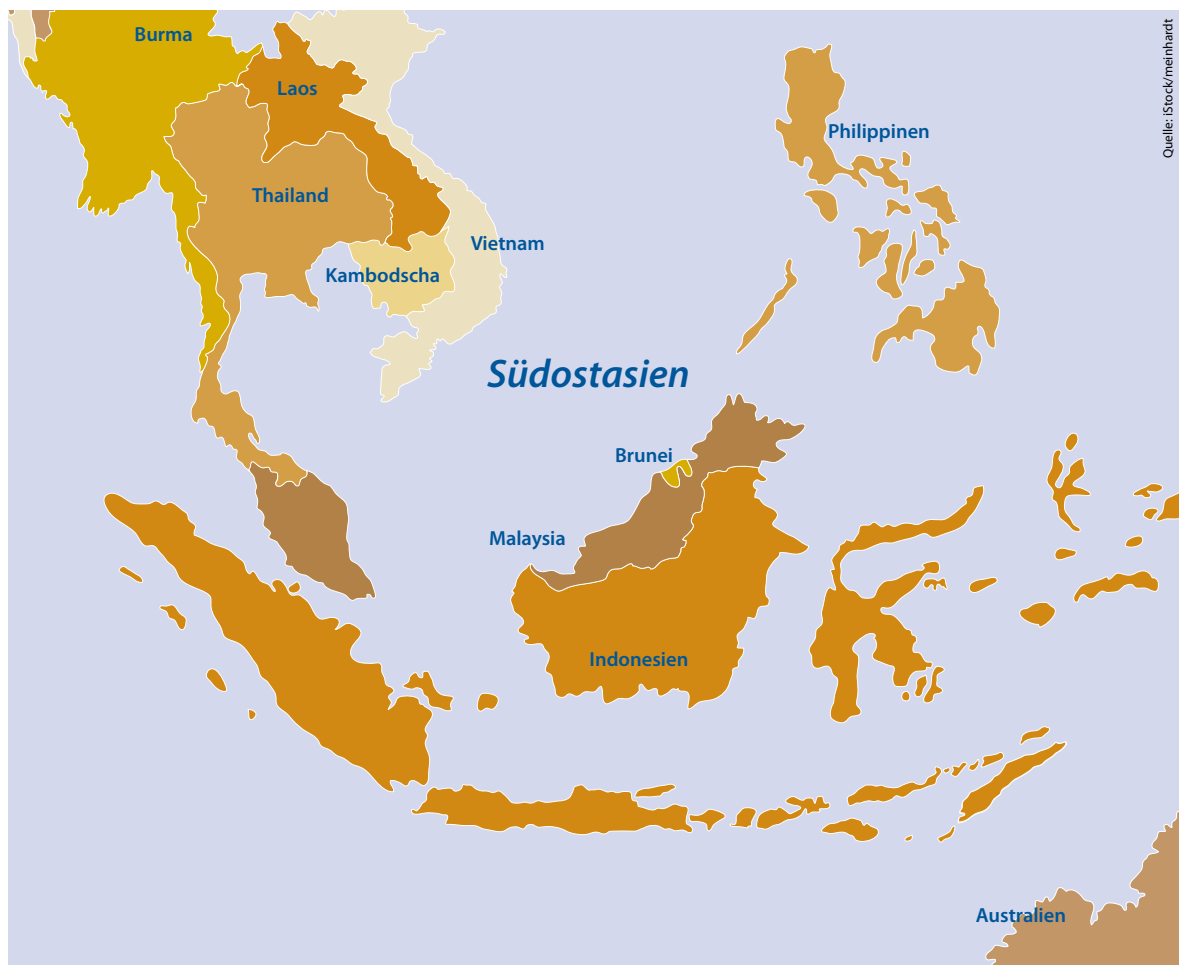 Burma
Quelle: iStock/meinhardt
Laos
Philippinen
Thailand
Vietnam
Kambodscha
Südostasien
Brunei
Malaysia
Indonesien
Australien